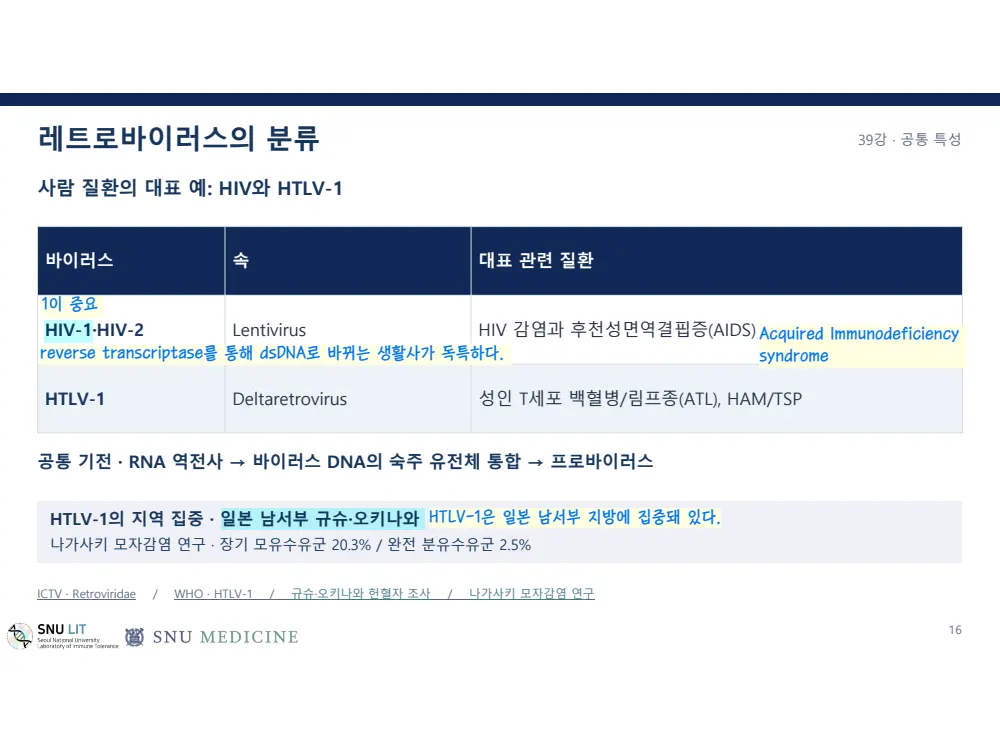 레트로바이러스의 분류
39강 · 공통 특성
사람 질환의 대표 예: HIV와 HTLV-1
바이러스 속 대표 관련 질환
1이 중요
HIV-1·HIV-2 Lentivirus HIV 감염과 후천성면역결핍증(AIDS) Acquired Immunodeficiency
syndrome
reverse transcriptase를 통해 dsDNA로 바뀌는 생활사가 독특하다.
HTLV-1 Deltaretrovirus 성인 T세포 백혈병/림프종(ATL), HAM/TSP
공통 기전 · RNA 역전사 → 바이러스 DNA의 숙주 유전체 통합 → 프로바이러스
HTLV-1의 지역 집중 · 일본 남서부 규슈·오키나와 HTLV-1은 일본 남서부 지방에 집중돼 있다.
나가사키 모자감염 연구 · 장기 모유수유군 20.3% / 완전 분유수유군 2.5%
ICTV · Retroviridae / WHO · HTLV-1 / 규슈·오키나와 헌혈자 조사 / 나가사키 모자감염 연구
SNU LIT
Seoul National University
Laboratory of Immune Tolerance
SNU MEDICINE
16